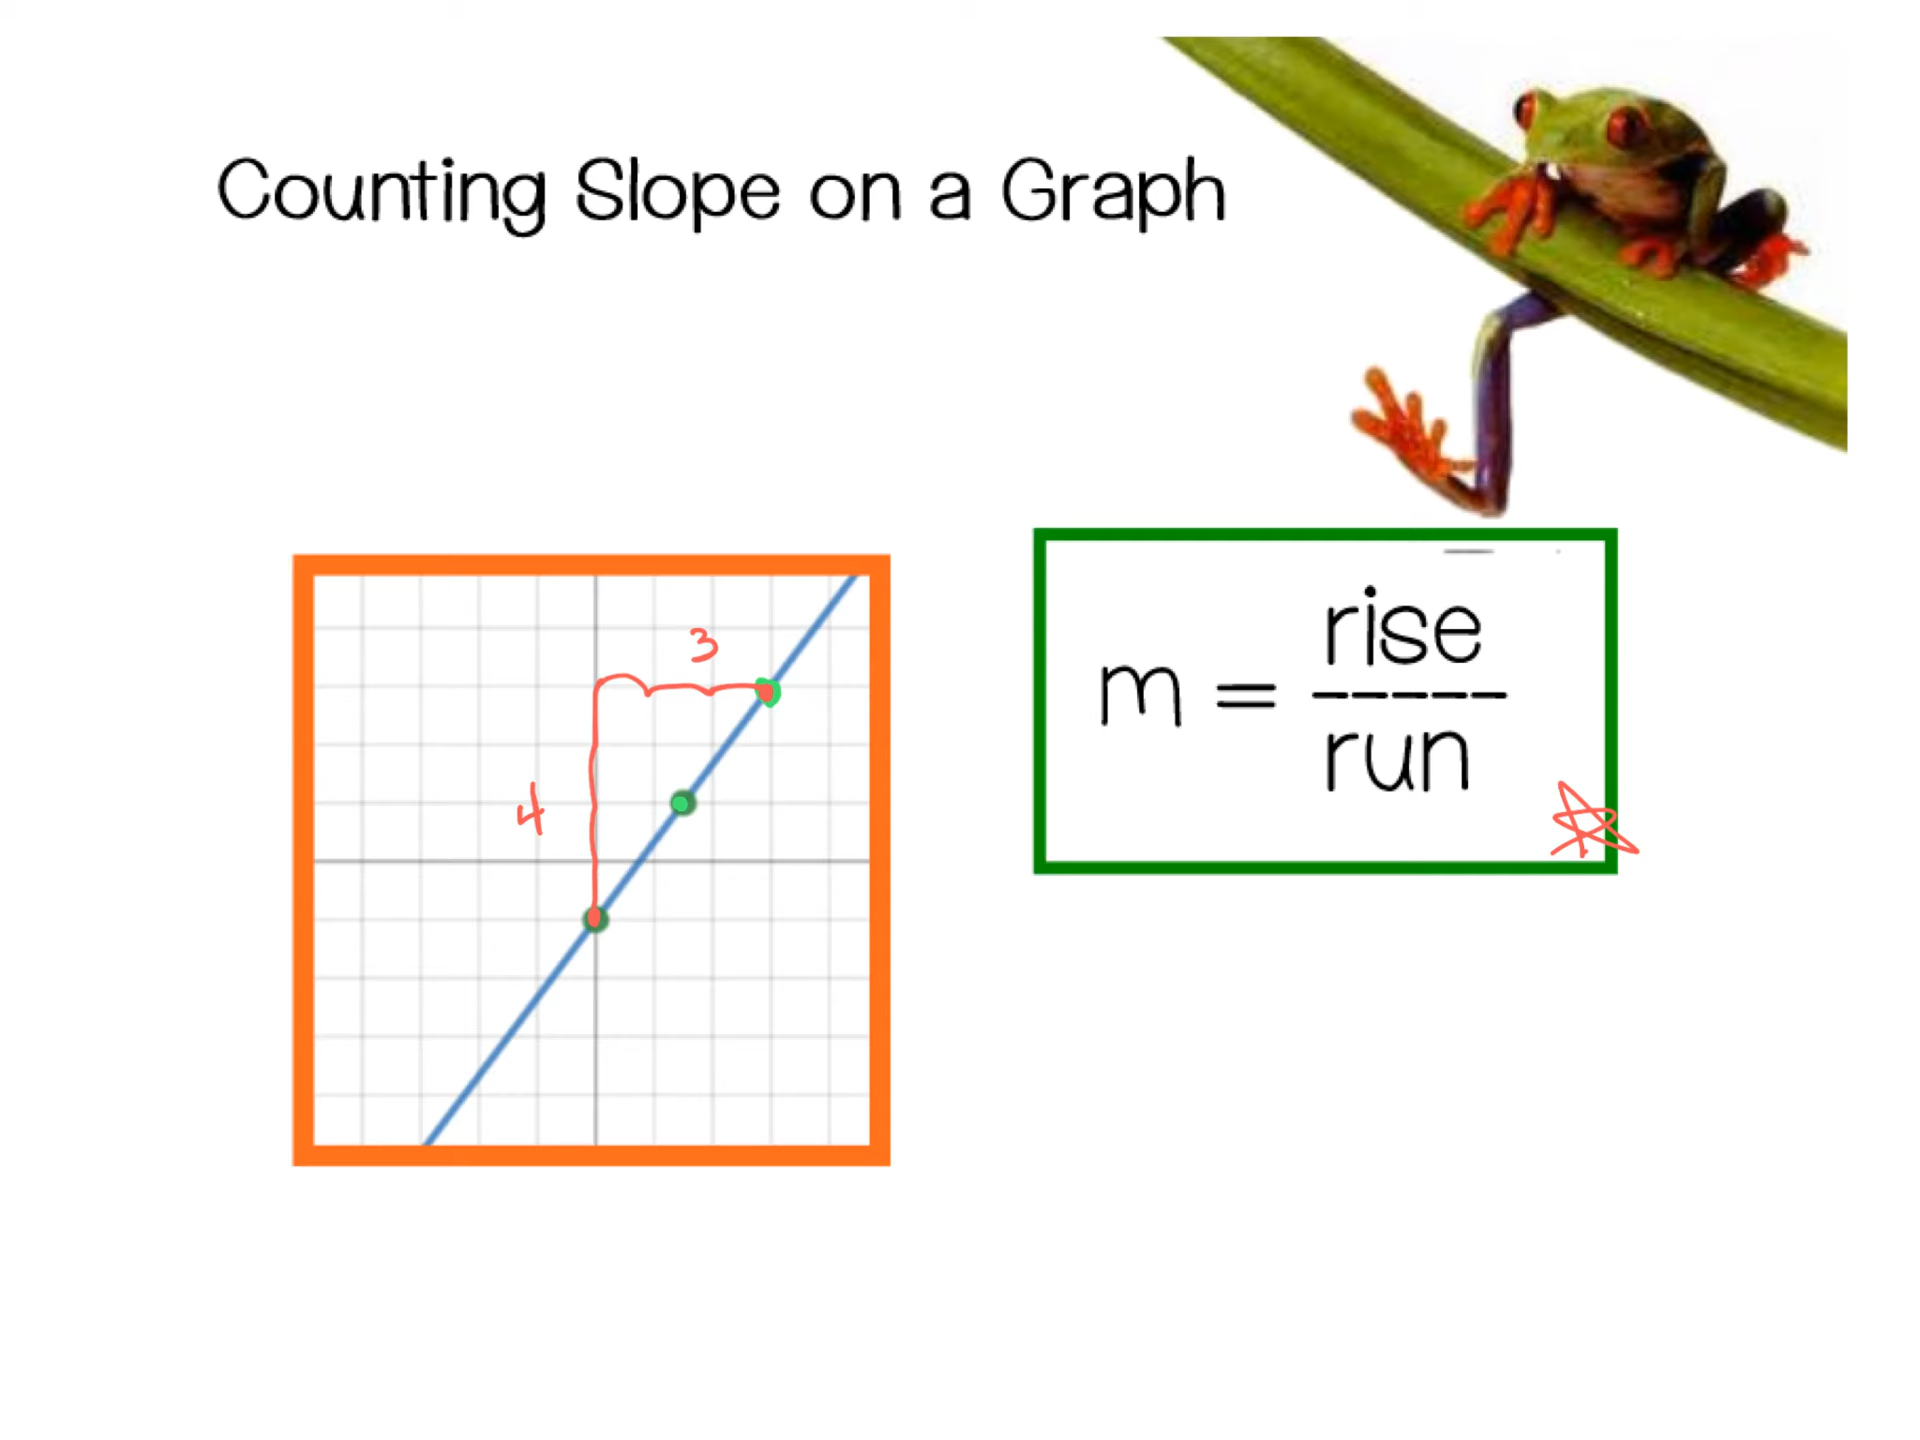 Counting Slope on a Graph
3
4
m = rise
-----
run